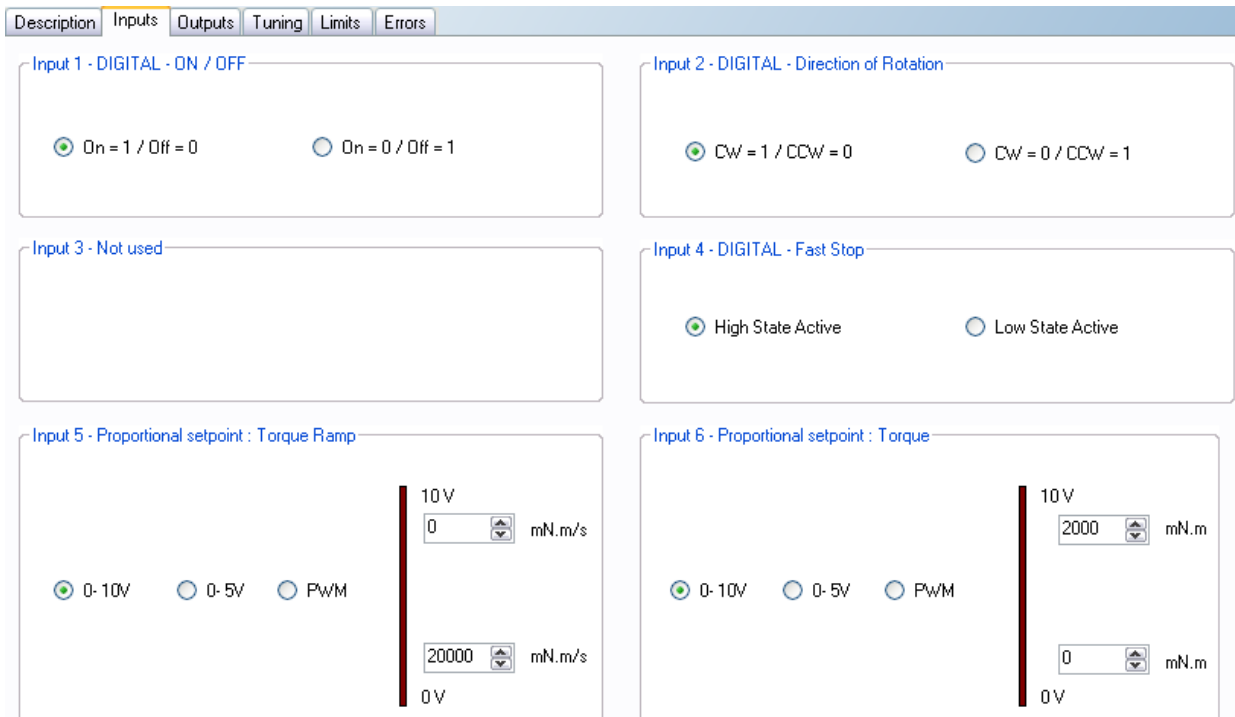 Description Inputs Outputs Tuning Limits Errors
Input 1 - DIGITAL - ON / OFF
On = 1 / Off = 0 On = 0 / Off = 1
Input 2 - DIGITAL - Direction of Rotation
CW = 1 / CCW = 0 CW = 0 / CCW = 1
Input 3 - Not used
Input 4 - DIGITAL - Fast Stop
High State Active Low State Active
Input 5 - Proportional setpoint : Torque Ramp
10 V
0 mN.m/s
0- 10V 0- 5V PWM
20000 mN.m/s
0 V
Input 6 - Proportional setpoint : Torque
10 V
2000 mN.m
0- 10V 0- 5V PWM
0 mN.m
0 V